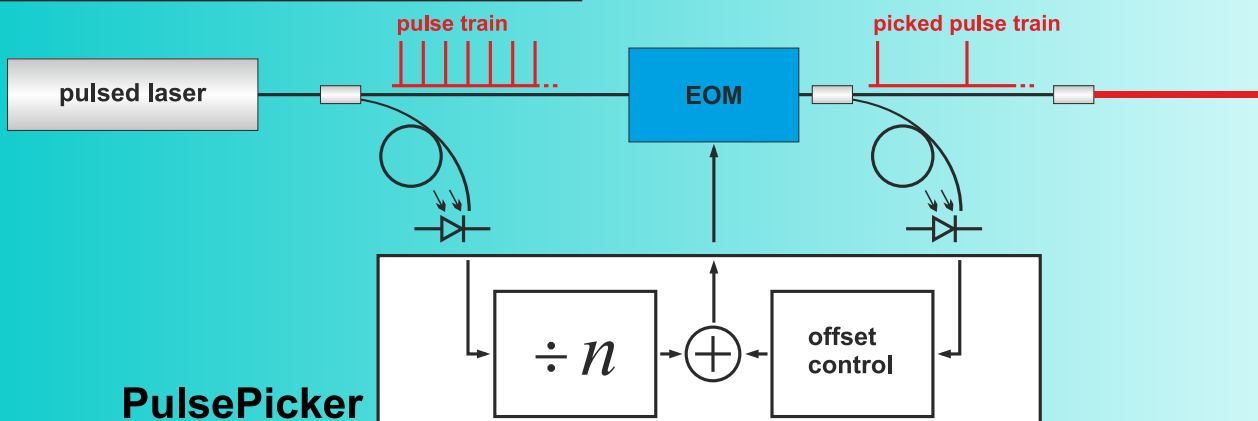 pulse train
picked pulse train
pulsed laser
EOM
÷ n
+
offset
control
PulsePicker